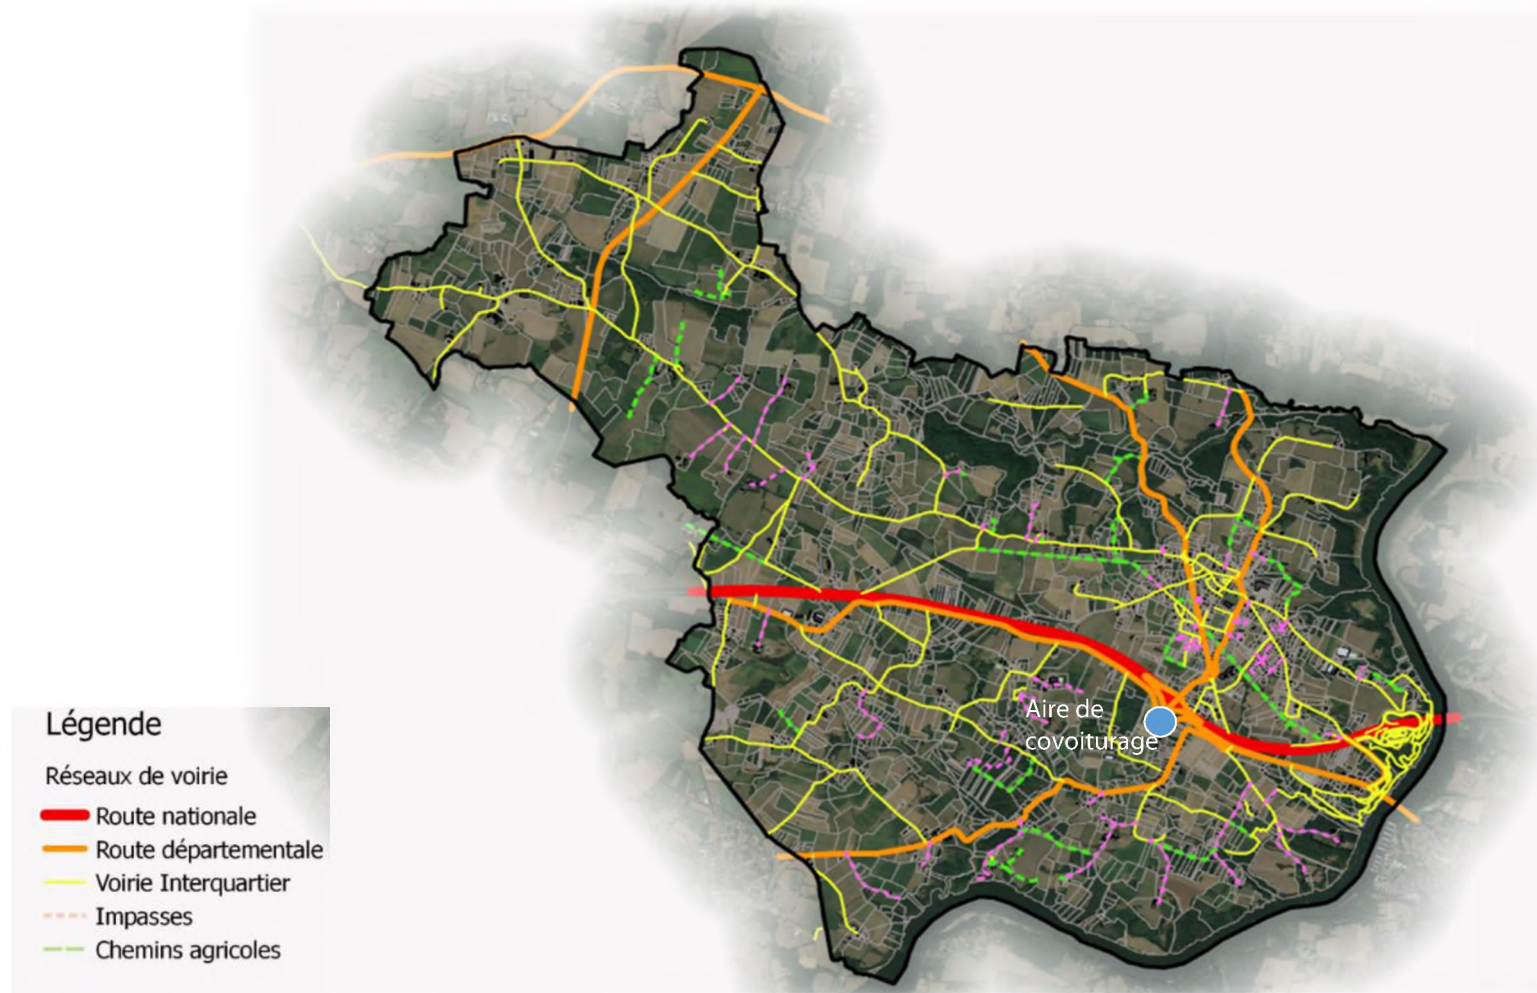 Aire de
covoiturage
Légende
Réseaux de voirie
Route nationale
Route départementale
Voirie Interquartier
Impasses
Chemins agricoles